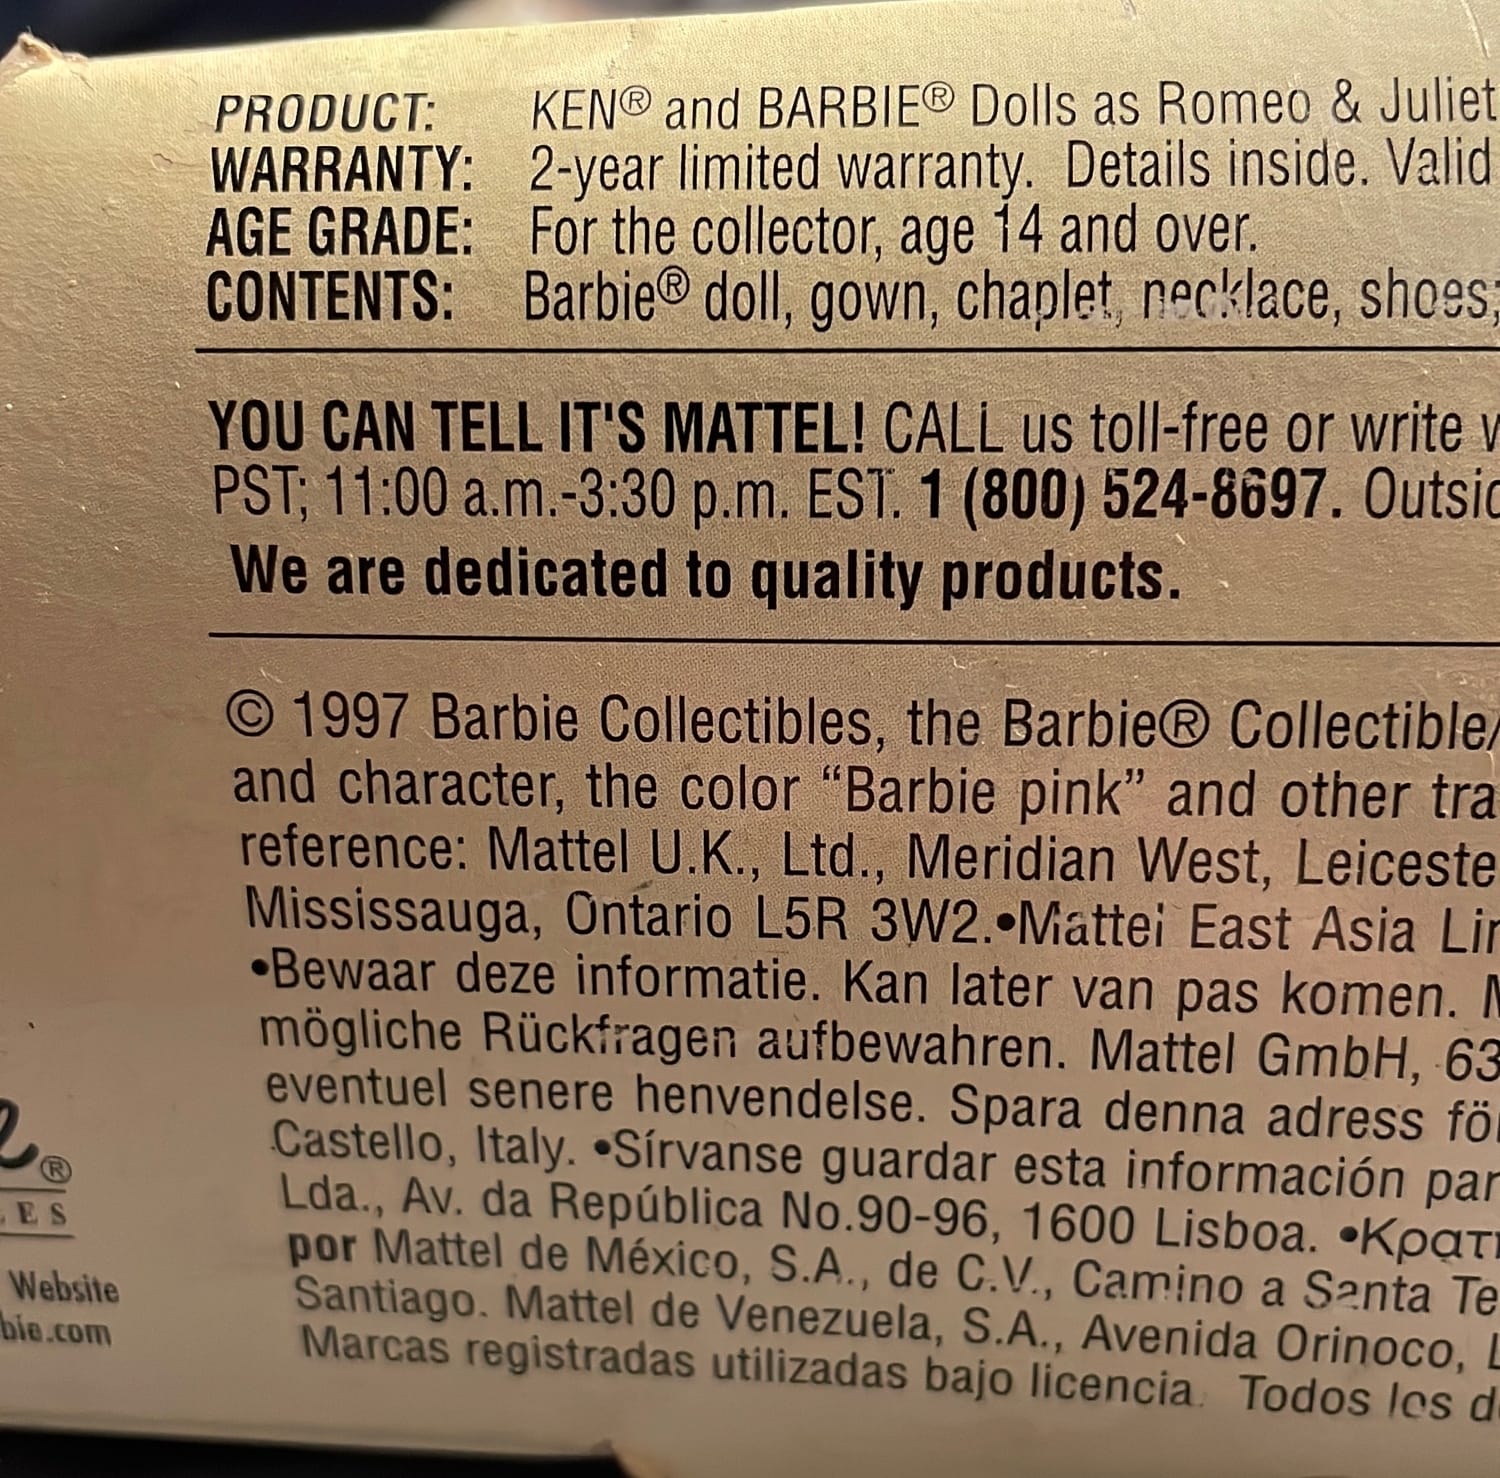 PRODUCT: KEN® and BARBIE® Dolls as Romeo & Juliet
WARRANTY: 2-year limited warranty. Details inside. Valid
AGE GRADE: For the collector, age 14 and over.
CONTENTS: Barbie® doll, gown, chaplet, necklace, shoes;
YOU CAN TELL IT'S MATTEL! CALL us toll-free or write
PST; 11:00 a.m.-3:30 p.m. EST. 1 (800) 524-8697.
We are dedicated to quality products.
© 1997 Barbie Collectibles, the Barbie® Collectible/
and character, the color “Barbie pink” and other
reference: Mattel U.K., Ltd., Meridian West,
Mississauga, Ontario L5R 3W2.•Mattel East Asia
•Bewaar deze informatie. Kan later van pas komen.
mögliche Rückfragen aufbewahren. Mattel GmbH, 63
eventuel senere henvendelse. Spara denna adress
Castello, Italy. •Sírvanse guardar esta información
Lda., Av. da República No.90-96, 1600 Lisboa.
por Mattel de México, S.A., de C.V., Camino a Santa Te
Santiago. Mattel de Venezuela, S.A., Avenida Orinoco, L
Marcas registradas utilizadas bajo licencia. Todos los d
®
ES
Website
bie.com